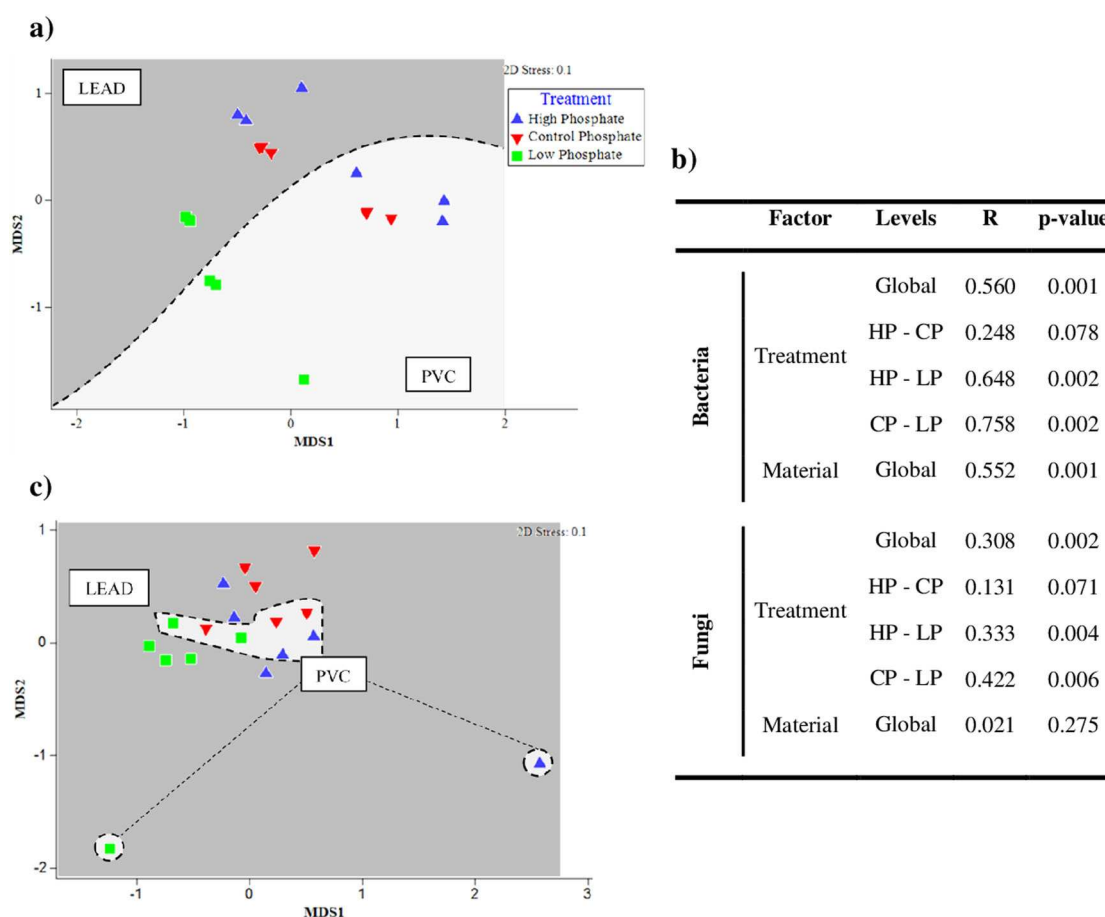 a)
LEAD
2D Stress: 0.1
Treatment
High Phosphate
Control Phosphate
Low Phosphate
1
0
-1
MDS2
PVC
-2 -1 0 1 2
MDS1
b)
Factor Levels R p-value
Bacteria
Treatment
Global 0.560 0.001
HP - CP 0.248 0.078
HP - LP 0.648 0.002
CP - LP 0.758 0.002
Material Global 0.552 0.001
Fungi
Treatment
Global 0.308 0.002
HP - CP 0.131 0.071
HP - LP 0.333 0.004
CP - LP 0.422 0.006
Material Global 0.021 0.275
c)
2D Stress: 0.1
LEAD
PVC
1
0
-1
-2
MDS2
-1 0 1 2 3
MDS1